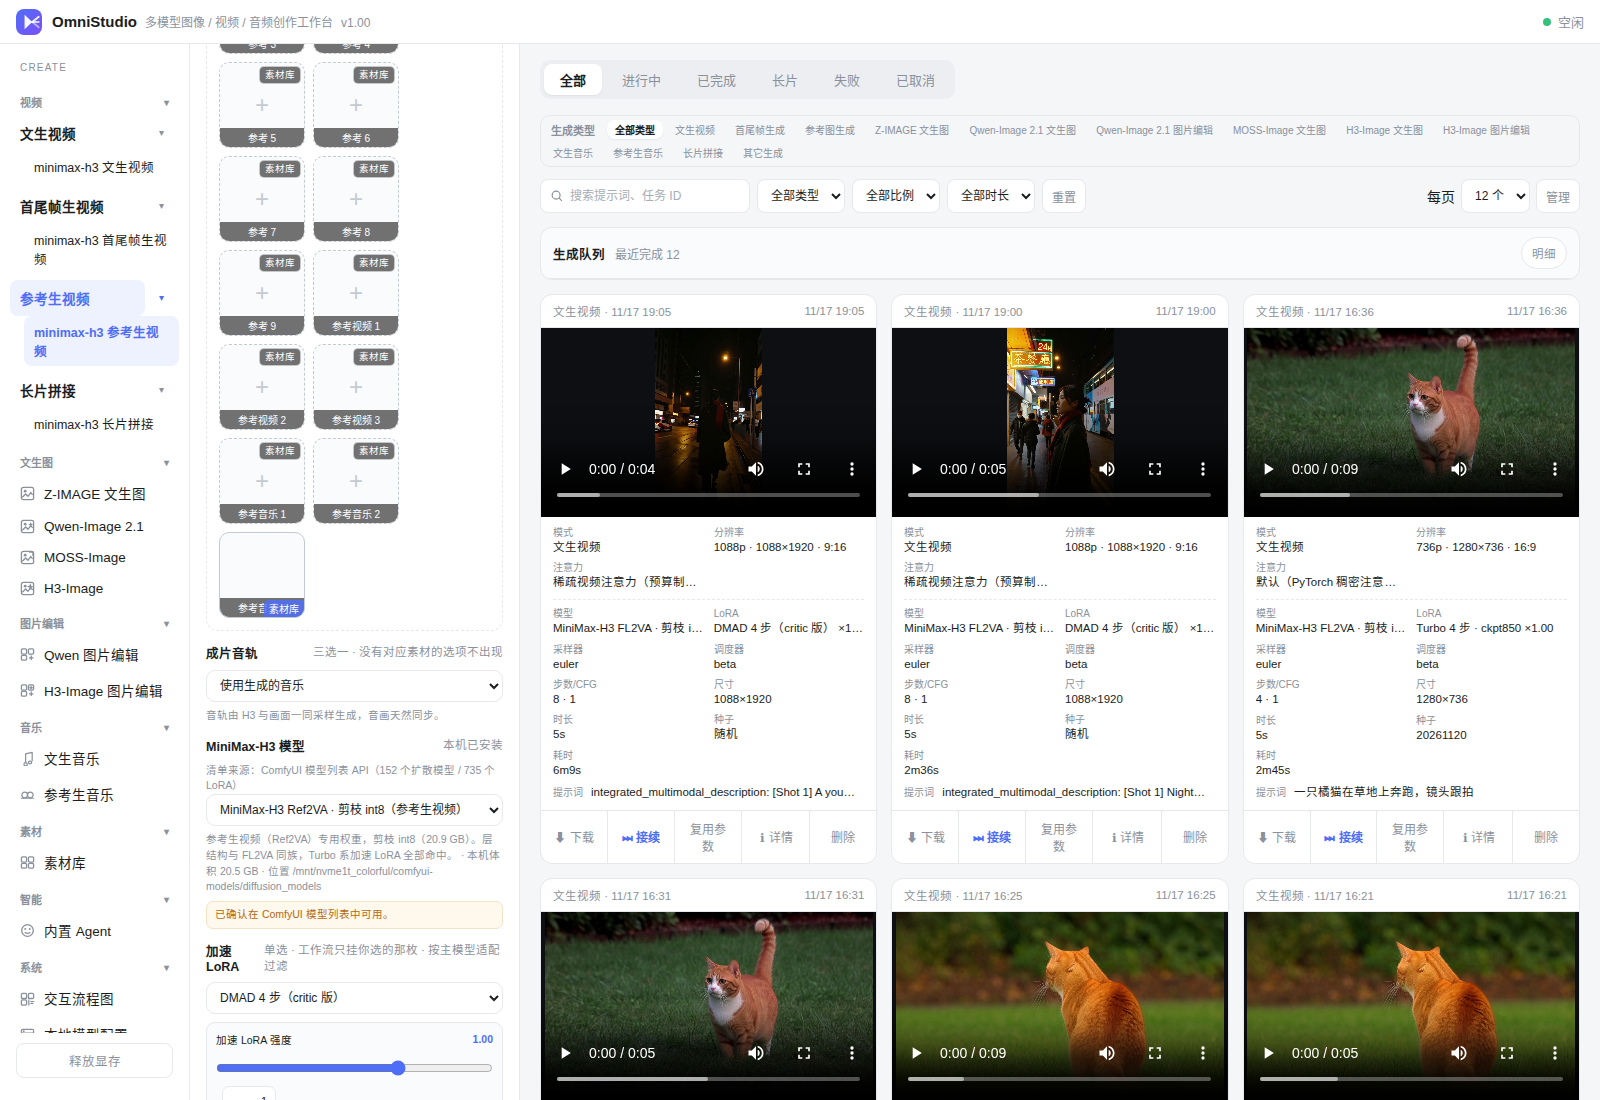 OmniStudio 多模型图像 / 视频 / 音频创作工作台 v1.00
空闲
CREATE
视频
文生视频
minimax-h3 文生视频
首尾帧生视频
minimax-h3 首尾帧生视
频
参考生视频
minimax-h3 参考生视
频
长片拼接
minimax-h3 长片拼接
文生图
Z-IMAGE 文生图
Qwen-Image 2.1
MOSS-Image
H3-Image
图片编辑
Qwen 图片编辑
H3-Image 图片编辑
音乐
文生音乐
参考生音乐
素材
素材库
智能
内置 Agent
系统
交互流程图
本地模型配置
释放显存
参考 3 参考 4
素材库 素材库
参考 5 参考 6
素材库 素材库
参考 7 参考 8
素材库 素材库
参考 9 参考视频 1
素材库 素材库
参考视频 2 参考视频 3
素材库 素材库
参考音乐 1 参考音乐 2
参考音 素材库
成片音轨 三选一 · 没有对应素材的选项不出现
使用生成的音乐
音轨由 H3 与画面一同采样生成，音画天然同步。
MiniMax-H3 模型 本机已安装
清单来源：ComfyUI 模型列表 API（152 个扩散模型 / 735 个
LoRA）
MiniMax-H3 Ref2VA · 剪枝 int8（参考生视频）
参考生视频（Ref2VA）专用权重，剪枝 int8（20.9 GB）。层
结构与 FL2VA 同族，Turbo 系加速 LoRA 全部命中。 · 本机体
积 20.5 GB · 位置 /mnt/nvme1t_colorful/comfyui-
models/diffusion_models
已确认在 ComfyUI 模型列表中可用。
加速
LoRA
单选 · 工作流只挂你选的那枚 · 按主模型适配
过滤
DMAD 4 步（critic 版）
加速 LoRA 强度 1.00
1
全部 进行中 已完成 长片 失败 已取消
生成类型 全部类型 文生视频 首尾帧生成 参考图生成 Z-IMAGE 文生图 Qwen-Image 2.1 文生图 Qwen-Image 2.1 图片编辑 MOSS-Image 文生图 H3-Image 文生图 H3-Image 图片编辑
文生音乐 参考生音乐 长片拼接 其它生成
搜索提示词、任务 ID 全部类型 全部比例 全部时长 重置 每页 12 个 管理
生成队列 最近完成 12 明细
文生视频 · 11/17 19:05 11/17 19:05
0:00 / 0:04
模式 分辨率
文生视频 1088p · 1088×1920 · 9:16
注意力
稀疏视频注意力（预算制…
模型 LoRA
MiniMax-H3 FL2VA · 剪枝 i… DMAD 4 步（critic 版） ×1…
采样器 调度器
euler beta
步数/CFG 尺寸
8 · 1 1088×1920
时长 种子
5s 随机
耗时
6m9s
提示词 integrated_multimodal_description: [Shot 1] A you…
下载 接续 复用参数 详情 删除
文生视频 · 11/17 19:00 11/17 19:00
24H
0:00 / 0:05
模式 分辨率
文生视频 1088p · 1088×1920 · 9:16
注意力
稀疏视频注意力（预算制…
模型 LoRA
MiniMax-H3 FL2VA · 剪枝 i… DMAD 4 步（critic 版） ×1…
采样器 调度器
euler beta
步数/CFG 尺寸
8 · 1 1088×1920
时长 种子
5s 随机
耗时
2m36s
提示词 integrated_multimodal_description: [Shot 1] Night…
下载 接续 复用参数 详情 删除
文生视频 · 11/17 16:36 11/17 16:36
0:00 / 0:09
模式 分辨率
文生视频 736p · 1280×736 · 16:9
注意力
默认（PyTorch 稠密注意…
模型 LoRA
MiniMax-H3 FL2VA · 剪枝 i… Turbo 4 步 · ckpt850 ×1.00
采样器 调度器
euler beta
步数/CFG 尺寸
4 · 1 1280×736
时长 种子
5s 20261120
耗时
2m45s
提示词 一只橘猫在草地上奔跑，镜头跟拍
下载 接续 复用参数 详情 删除
文生视频 · 11/17 16:31 11/17 16:31
0:00 / 0:05
文生视频 · 11/17 16:25 11/17 16:25
0:00 / 0:09
文生视频 · 11/17 16:21 11/17 16:21
0:00 / 0:05